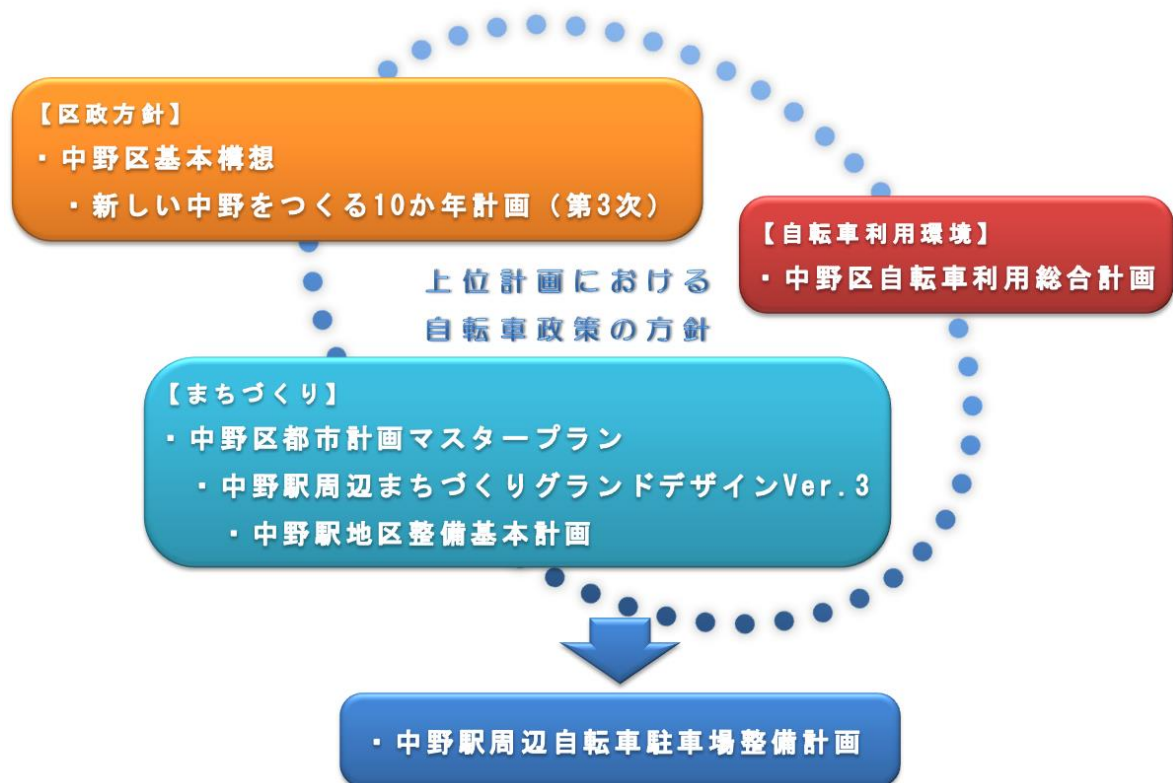 【区政方針】
・中野区基本構想
・新しい中野をつくる10か年計画（第3次）
【自転車利用環境】
・中野区自転車利用総合計画
上位計画における
自転車政策の方針
【まちづくり】
・中野区都市計画マスタープラン
・中野駅周辺まちづくりグランドデザインVer.3
・中野駅地区整備基本計画
・中野駅周辺自転車駐車場整備計画